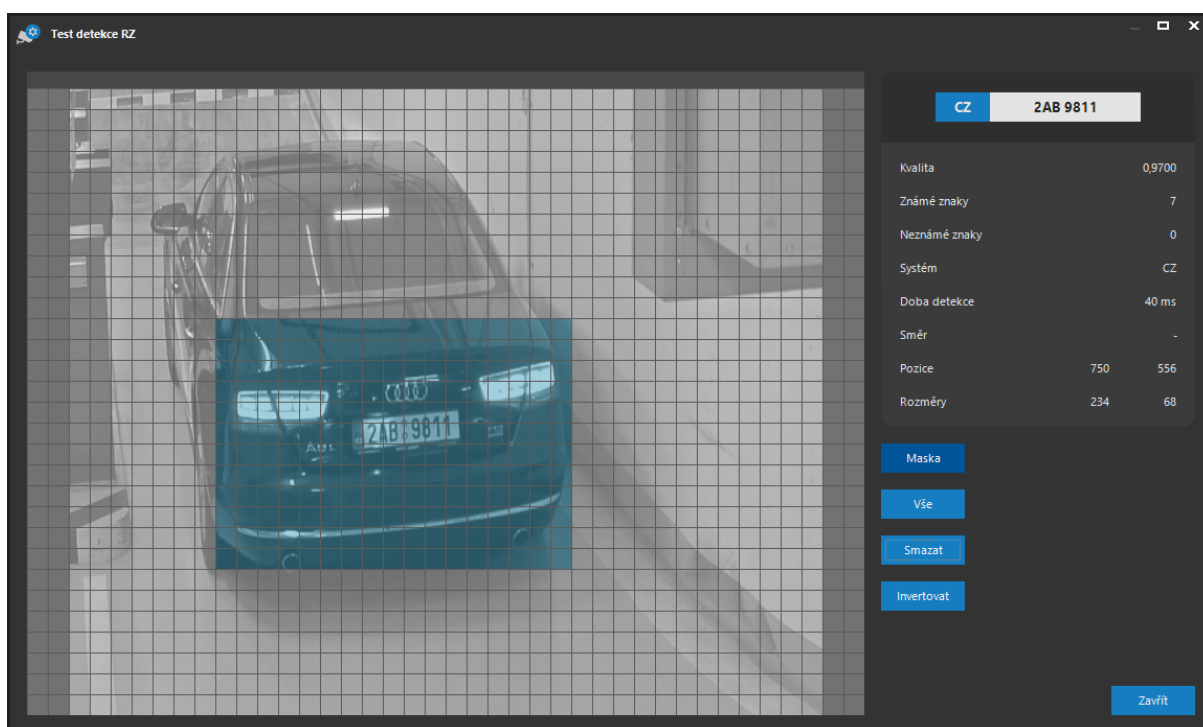 Test detekce RZ
CZ 2AB 9811
Kvalita 0,9700
Známé znaky 7
Neznámé znaky 0
Systém CZ
Doba detekce 40 ms
Směr -
Pozice 750 556
Rozměry 234 68
2AB 9811
Maska
Vše
Smazat
Invertovat
Zavřít